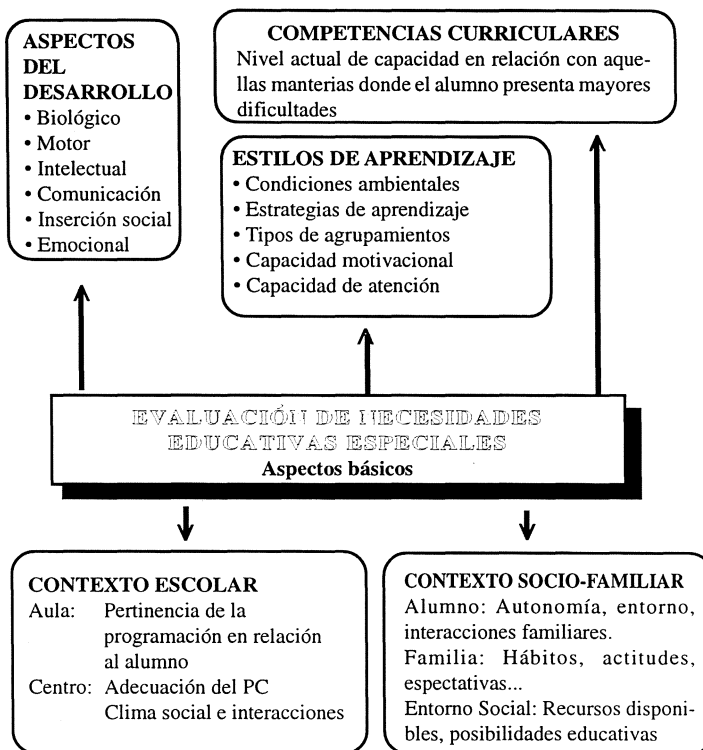 ASPECTOS
DEL
DESARROLLO
• Biológico
• Motor
• Intelectual
• Comunicación
• Inserción social
• Emocional
COMPETENCIAS CURRICULARES
Nivel actual de capacidad en relación con aque-
llas manterias donde el alumno presenta mayores
dificultades
ESTILOS DE APRENDIZAJE
• Condiciones ambientales
• Estrategias de aprendizaje
• Tipos de agrupamientos
• Capacidad motivacional
• Capacidad de atención
EVALUACIÓN DE NECESIDADES
EDUCATIVAS ESPECIALES
Aspectos básicos
CONTEXTO ESCOLAR
Aula: Pertinencia de la
programación en relación
al alumno
Centro: Adecuación del PC
Clima social e interacciones
CONTEXTO SOCIO-FAMILIAR
Alumno: Autonomía, entorno,
interacciones familiares.
Familia: Hábitos, actitudes,
espectativas...
Entorno Social: Recursos disponi-
bles, posibilidades educativas